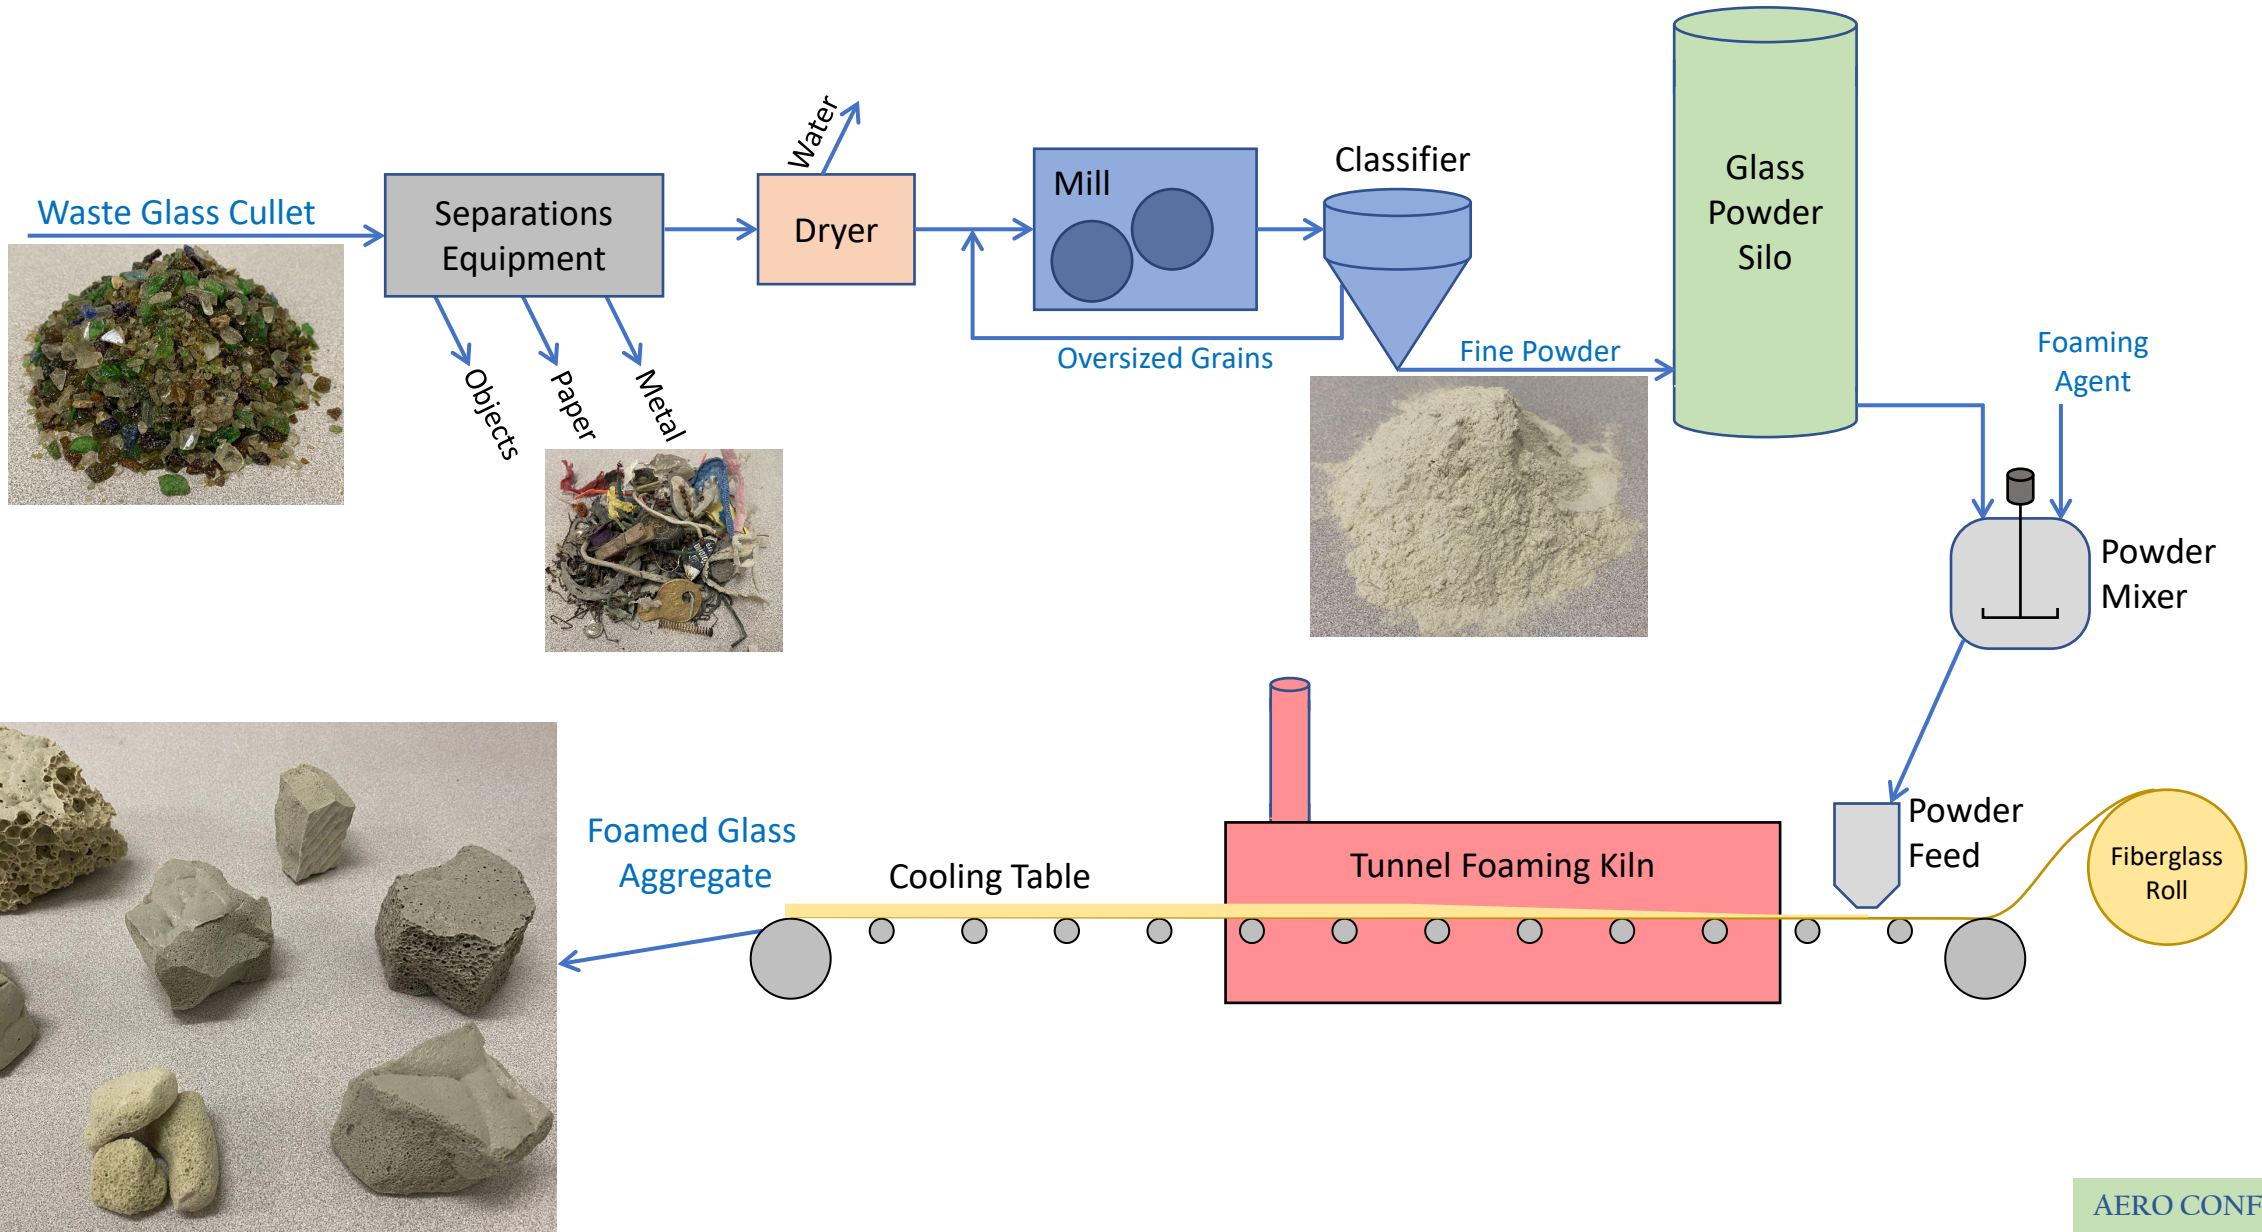 Waste Glass Cullet
Separations
Equipment
Objects
Paper
Metal
Water
Dryer
Mill
Classifier
Oversized Grains
Fine Powder
Glass
Powder
Silo
Foaming
Agent
Powder
Mixer
Powder
Feed
Fiberglass
Roll
Tunnel Foaming Kiln
Cooling Table
Foamed Glass
Aggregate
AERO CONF